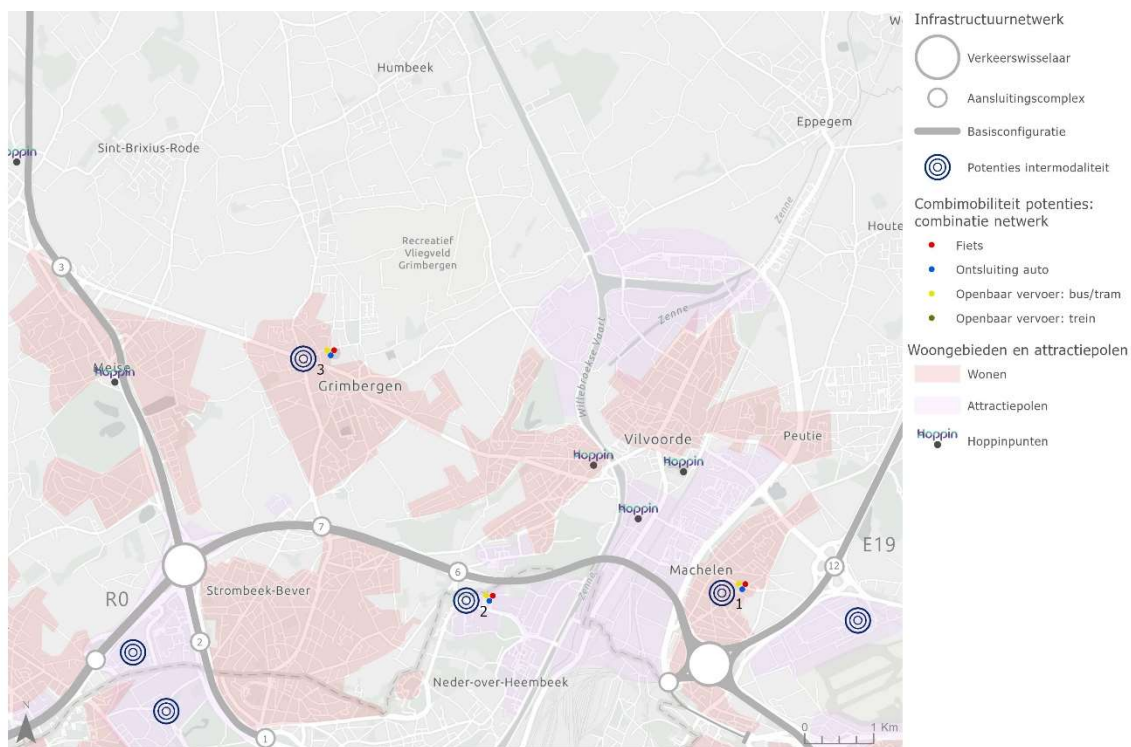 Humbeek
Sint-Brixius-Rode
Hoppin
Eppegem
Zenne
Houte
Recreatief
Vliegveld
Grimbergen
3
Zenne
Willebroekse Vaart
Meise
Hoppin
3
Grimbergen
Vilvoorde
Peutie
Hoppin
Hoppin
Hoppin
7
E19
6
Machelen
12
R0
Strombeek-Bever
2
1
Zenne
2
Neder-over-Heembeek
N
1
0 1 Km
Infrastructuurnetwerk
Verkeerswisselaar
Aansluitingscomplex
Basisconfiguratie
Potenties intermodaliteit
Combimobiliteit potenties:
combinatie netwerk
Fiets
Ontsluiting auto
Openbaar vervoer: bus/tram
Openbaar vervoer: trein
Woongebieden en attractiepolen
Wonen
Attractiepolen
Hoppin
Hoppinpunten